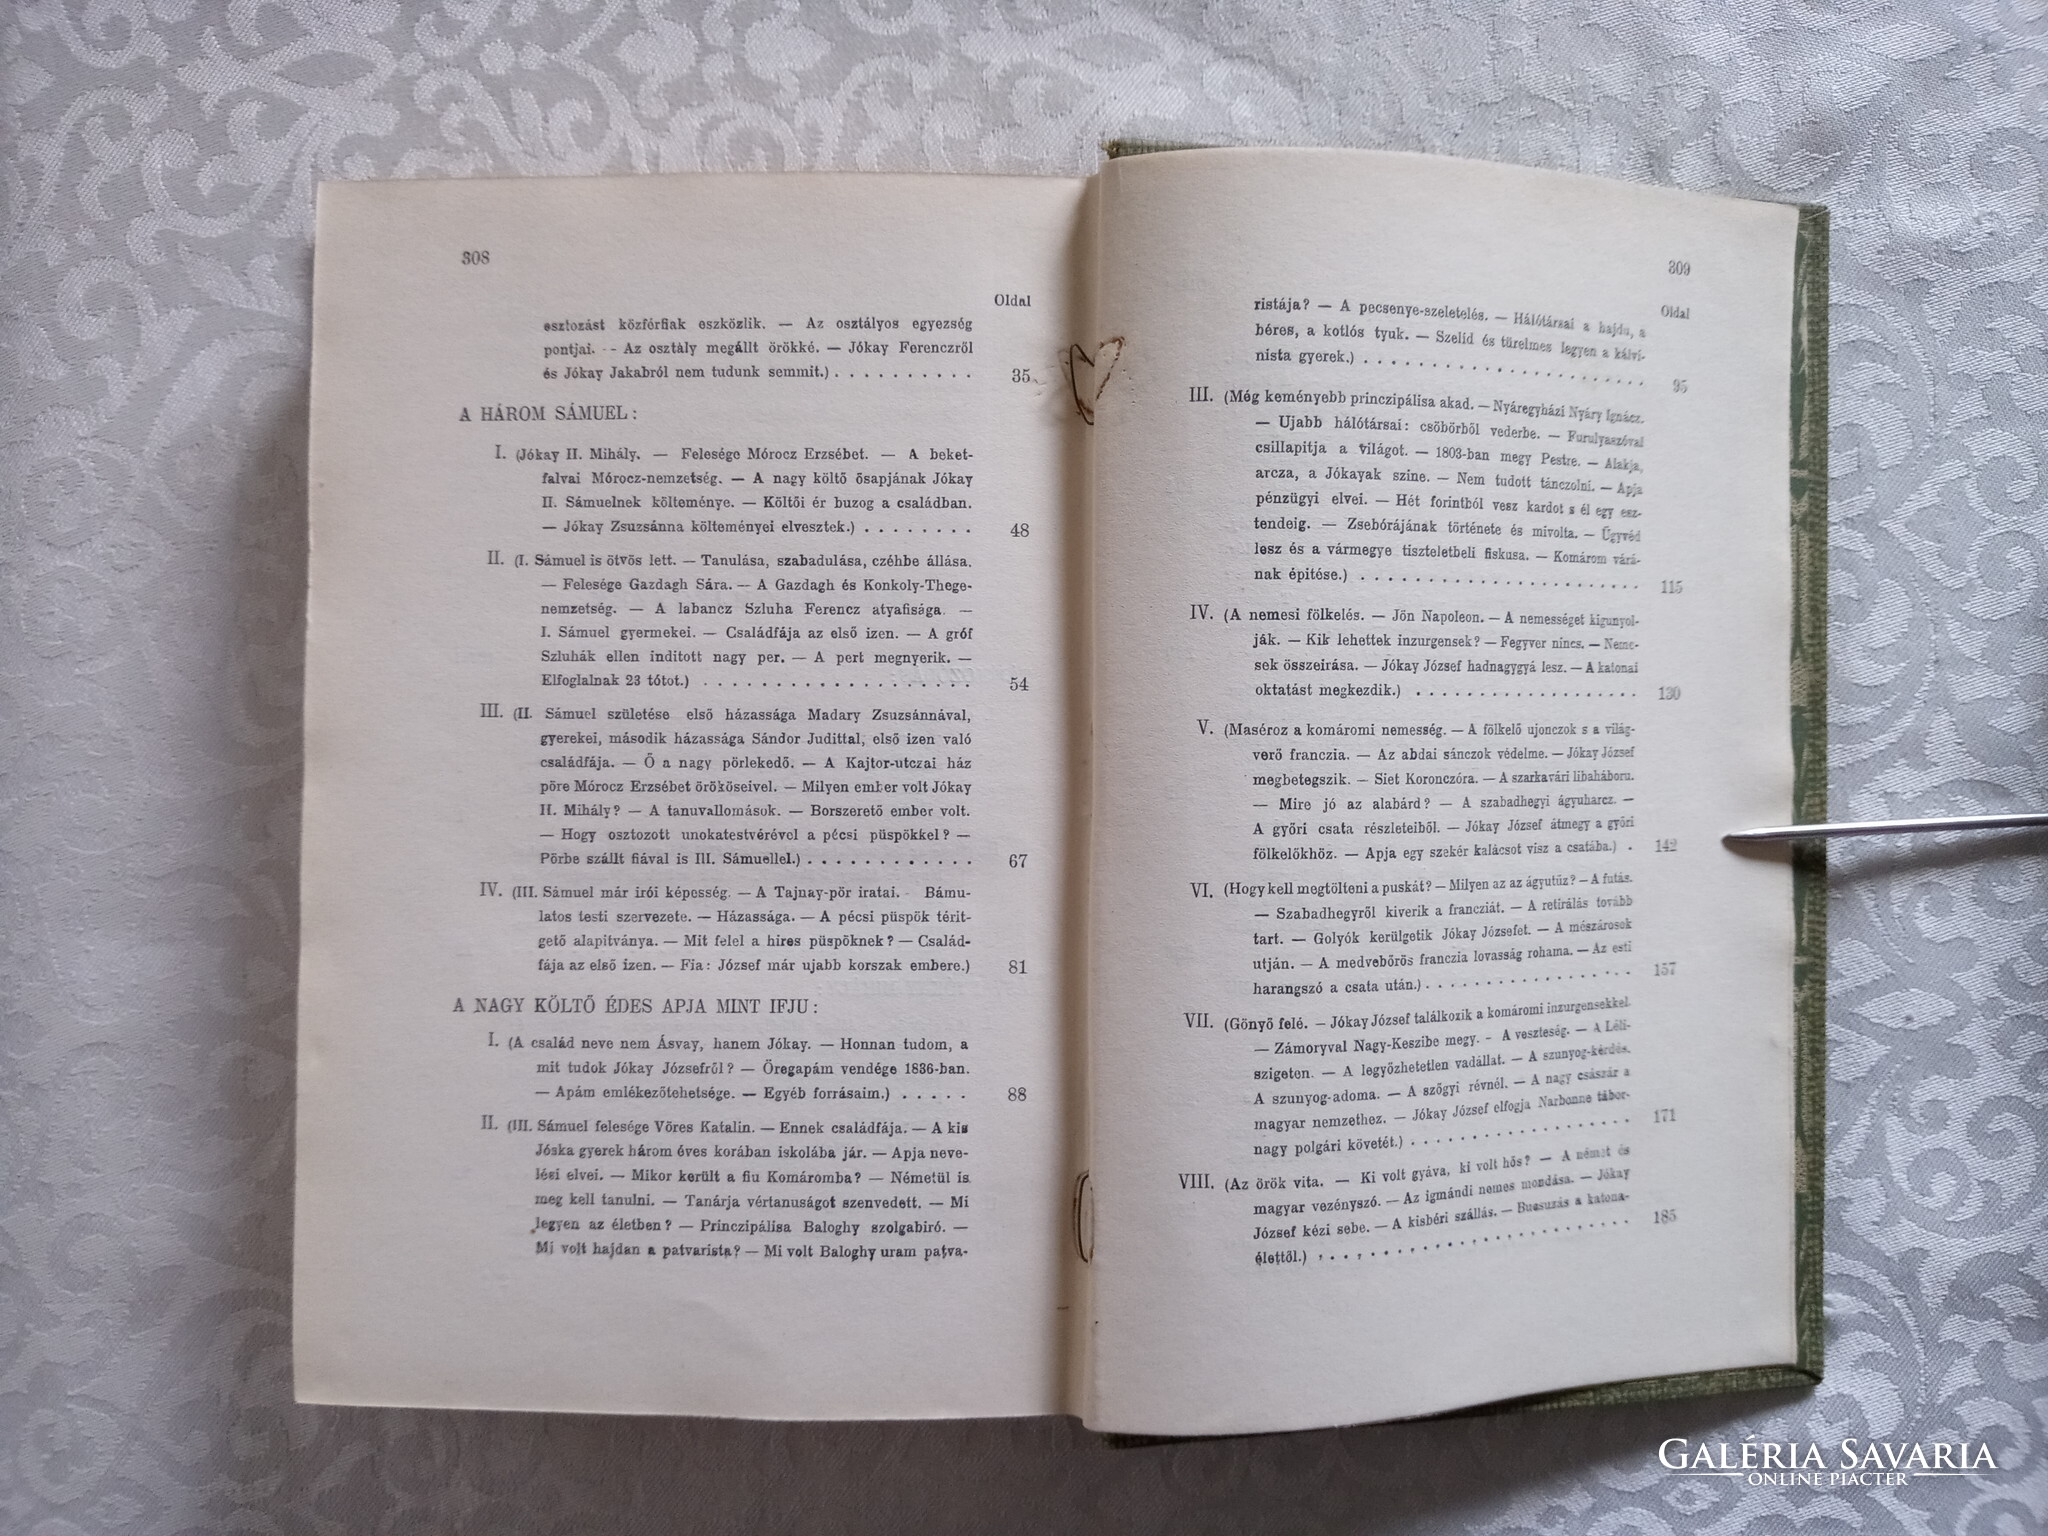 308
Oldal
osztozást közférfiak eszközlik. — Az osztályos egyezség
pontjai. — Az osztály megállt örökké. — Jókay Ferenczről
és Jókay Jakabról nem tudunk semmit.) . . . . . . . . . . 35
A HÁROM SÁMUEL:
I. (Jókay II. Mihály. — Felesége Mórocz Erzsébet. — A beket-
falvai Mórocz-nemzetség. — A nagy költő ősapjának Jókay
II. Sámuelnek költeménye. — Költői ér buzog a családban.
— Jókay Zsuzsánna költeményei elvesztek.) . . . . . . . . 48
II. (I. Sámuel is ötvös lett. — Tanulása, szabadulása, czéhbe állása.
— Felesége Gazdagh Sára. — A Gazdagh és Konkoly-Thege-
nemzetség. — A labancz Szluha Ferencz atyafisága. —
I. Sámuel gyermekei. — Családfája az első izen. — A gróf
Szluhák ellen inditott nagy per. — A pert megnyerik. —
Elfoglalnak 23 tótot.) . . . . . . . . . . . . . . . . . . . 54
III. (II. Sámuel születése első házassága Madary Zsuzsánnával,
gyerekei, második házassága Sándor Judittal, első izen való
családfája. — Ő a nagy pörlekedő. — A Kajtor-utczai ház
pöre Mórocz Erzsébet örököseivel. — Milyen ember volt Jókay
II. Mihály? — A tanuvallomások. — Borszerető ember volt.
— Hogy osztozott unokatestvérével a pécsi püspökkel? —
Pörbe szállt fiával is III. Sámuellel.) . . . . . . . . . . . . 67
IV. (III. Sámuel már irói képesség. — A Tajnay-pör iratai. - Bámu-
latos testi szervezete. — Házassága. — A pécsi püspök térit-
gető alapitványa. — Mit felel a hires püspöknek? — Család-
fája az első izen. — Fia: József már ujabb korszak embere.) 81
A NAGY KÖLTŐ ÉDES APJA MINT IFJU:
I. (A család neve nem Ásvay, hanem Jókay. — Honnan tudom, a
mit tudok Jókay Józsefről? — Öregapám vendége 1836-ban.
— Apám emlékezőtehetsége. — Egyéb forrásaim.) . . . . . 88
II. (III. Sámuel felesége Vöres Katalin. — Ennek családfája. — A kis
Jóska gyerek három éves korában iskolába jár. — Apja neve-
lési elvei. — Mikor került a fiu Komáromba? — Németül is
meg kell tanulni. — Tanárja vértanuságot szenvedett. — Mi
legyen az életben? — Princzipálisa Baloghy szolgabiró. —
Mi volt hajdan a patvarista? — Mi volt Baloghy uram patva-
309
Oldal
ristája? — A pecsenye-szeletelés. — Hálótársai a hajdu, a
béres, a kotlós tyuk. — Szelid és türelmes legyen a kálvi-
nista gyerek.) . . . . . . . . . . . . . . . . . . . . . . 95
III. (Még keményebb princzipálisa akad. — Nyáregyházi Nyáry Ignácz.
— Ujabb hálótársai: csöbörből vederbe. — Furulyaszóval
csillapitja a világot. — 1803-ban megy Pestre. — Alakja,
arcza, a Jókayak szine. — Nem tudott tánczolni. — Apja
pénzügyi elvei. — Hét forintból vesz kardot s él egy esz-
tendeig. — Zsebórájának története és mivolta. — Ügyvéd
lesz és a vármegye tiszteletbeli fiskusa. — Komárom várá-
nak épitése.) . . . . . . . . . . . . . . . . . . . . . . 115
IV. (A nemesi fölkelés. — Jőn Napoleon. — A nemességet kigunyol-
ják. — Kik lehettek inzurgensek? — Fegyver nincs. — Neme-
sek összeirása. — Jókay József hadnagygyá lesz. — A katonai
oktatást megkezdik.) . . . . . . . . . . . . . . . . . . 130
V. (Maséroz a komáromi nemesség. — A fölkelő ujonczok s a világ-
verő franczia. — Az abdai sánczok védelme. — Jókay József
megbetegszik. — Siet Koronczóra. — A szarkavári libaháboru.
— Mire jó az alabárd? — A szabadhegyi ágyuharcz. —
A győri csata részleteiből. — Jókay József átmegy a győri
fölkelőkhöz. — Apja egy szekér kalácsot visz a csatába.) . 142
VI. (Hogy kell megtölteni a puskát? — Milyen az az ágyutüz? — A futás.
— Szabadhegyről kiverik a francziát. — A retirálás tovább
tart. — Golyók kerülgetik Jókay Józsefet. — A mészárosok
utján. — A medvebőrös franczia lovasság rohama. — Az esti
harangszó a csata után.) . . . . . . . . . . . . . . . . . 157
VII. (Gönyő felé. — Jókay József találkozik a komáromi inzurgensekkel.
— Zámoryval Nagy-Keszibe megy. - A veszteség. — A Léli-
szigeten. — A legyőzhetetlen vadállat. — A szunyog-kérdés.
A szunyog-adoma. — A szőgyi révnél. — A nagy császár a
magyar nemzethez. — Jókay József elfogja Narbonne tábor-
nagy polgári követét.) . . . . . . . . . . . . . . . . . . 171
VIII. (Az örök vita. — Ki volt gyáva, ki volt hős? — A német és
magyar vezényszó. — Az igmándi nemes mondása. — Jókay
József kézi sebe. — A kisbéri szállás. — Bucsuzás a katona-
élettől.) . . . . . . . . . . . . . . . . . . . . . . . . 185
GALÉRIA SAVARIA
ONLINE PIACTÉR